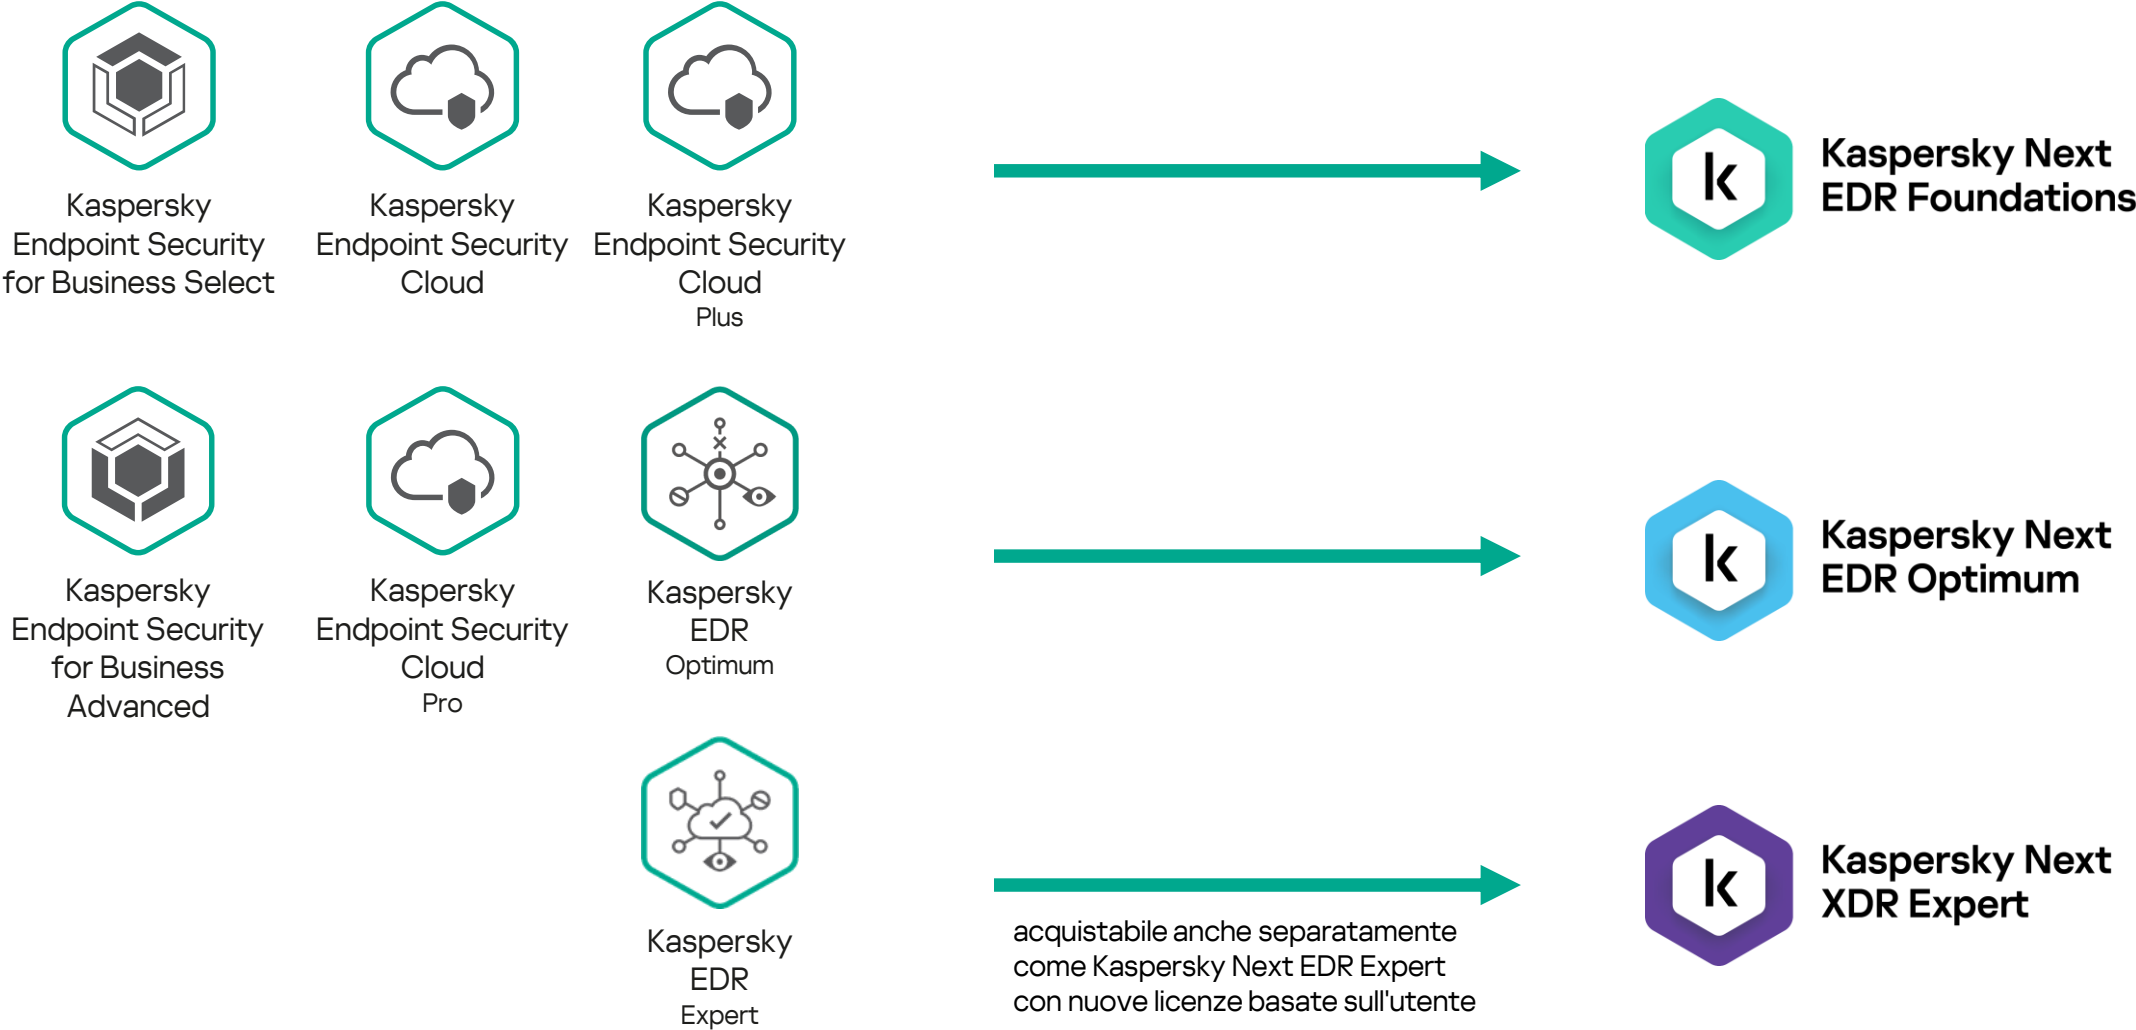 Kaspersky
Endpoint Security
for Business Select
Kaspersky
Endpoint Security
Cloud
Kaspersky
Endpoint Security
Cloud
Plus
k
Kaspersky Next
EDR Foundations
Kaspersky
Endpoint Security
for Business
Advanced
Kaspersky
Endpoint Security
Cloud
Pro
Kaspersky
EDR
Optimum
k
Kaspersky Next
EDR Optimum
Kaspersky
EDR
Expert
acquistabile anche separatamente
come Kaspersky Next EDR Expert
con nuove licenze basate sull'utente
k
Kaspersky Next
XDR Expert